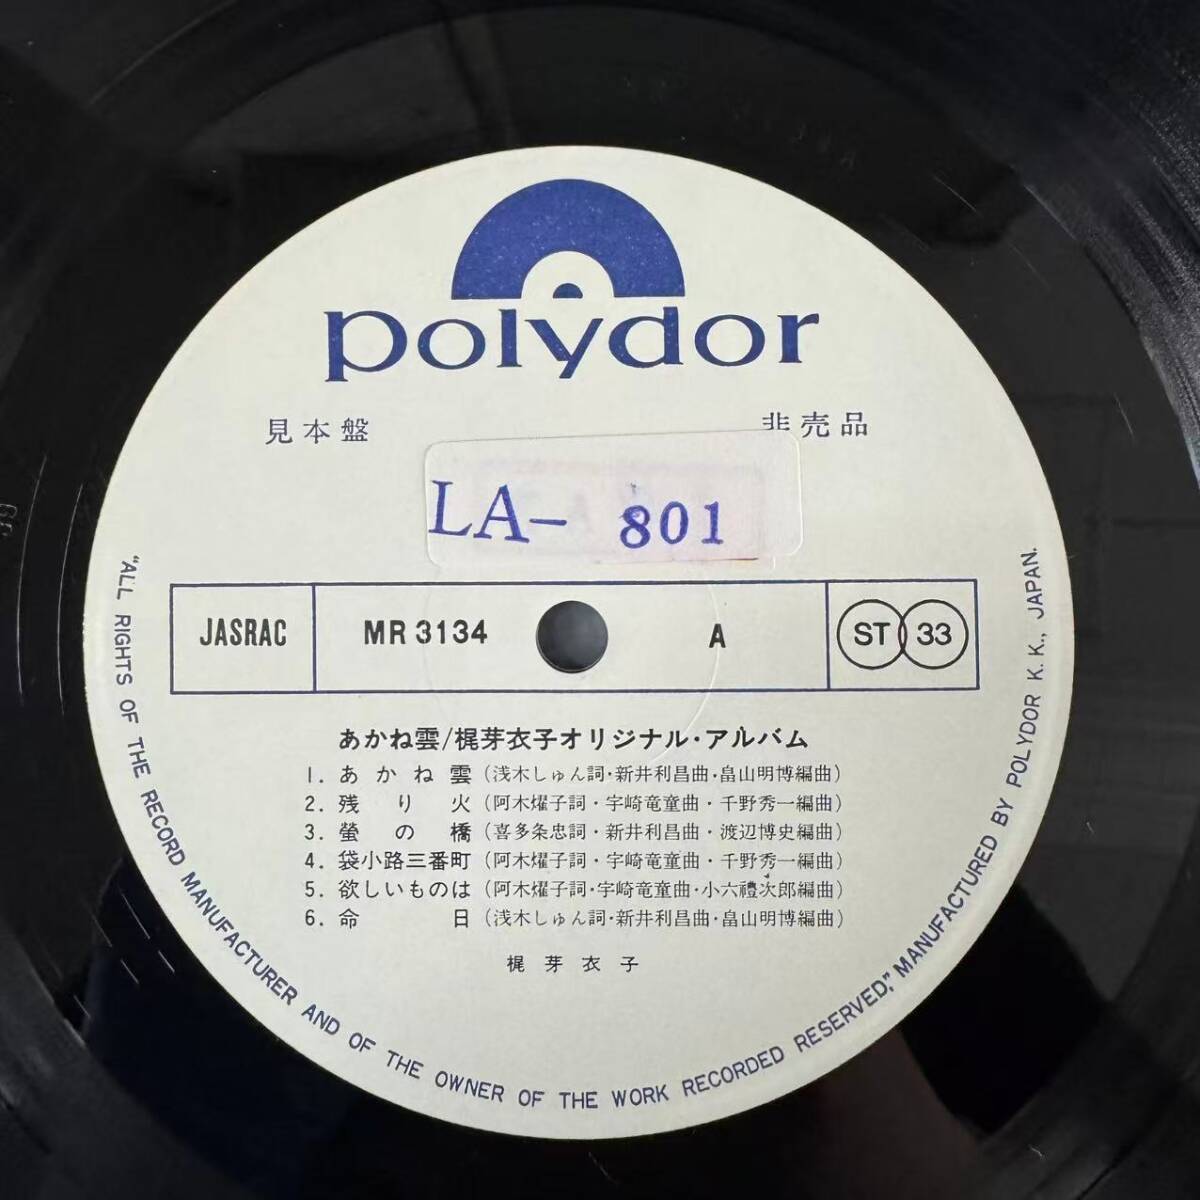 polydor
見本盤
非売品
LA- 801
JASRAC
MR 3134
A
ST 33
あかね雲/梶芽衣子オリジナル・アルバム
1. あかね雲 (浅木しゅん詞・新井利昌曲・畠山明博編曲)
2. 残り火 (阿木燿子詞・宇崎竜童曲・千野秀一編曲)
3. 螢の橋 (喜多条忠詞・新井利昌曲・渡辺博史編曲)
4. 袋小路三番町 (阿木燿子詞・宇崎竜童曲・千野秀一編曲)
5. 欲しいものは (阿木燿子詞・宇崎竜童曲・小六禮次郎編曲)
6. 命日 (浅木しゅん詞・新井利昌曲・畠山明博編曲)
梶芽衣子
"ALL RIGHTS OF THE RECORD MANUFACTURER AND OF THE OWNER OF THE WORK RECORDED RESERVED," MANUFACTURED BY POLYDOR K. K., JAPAN.